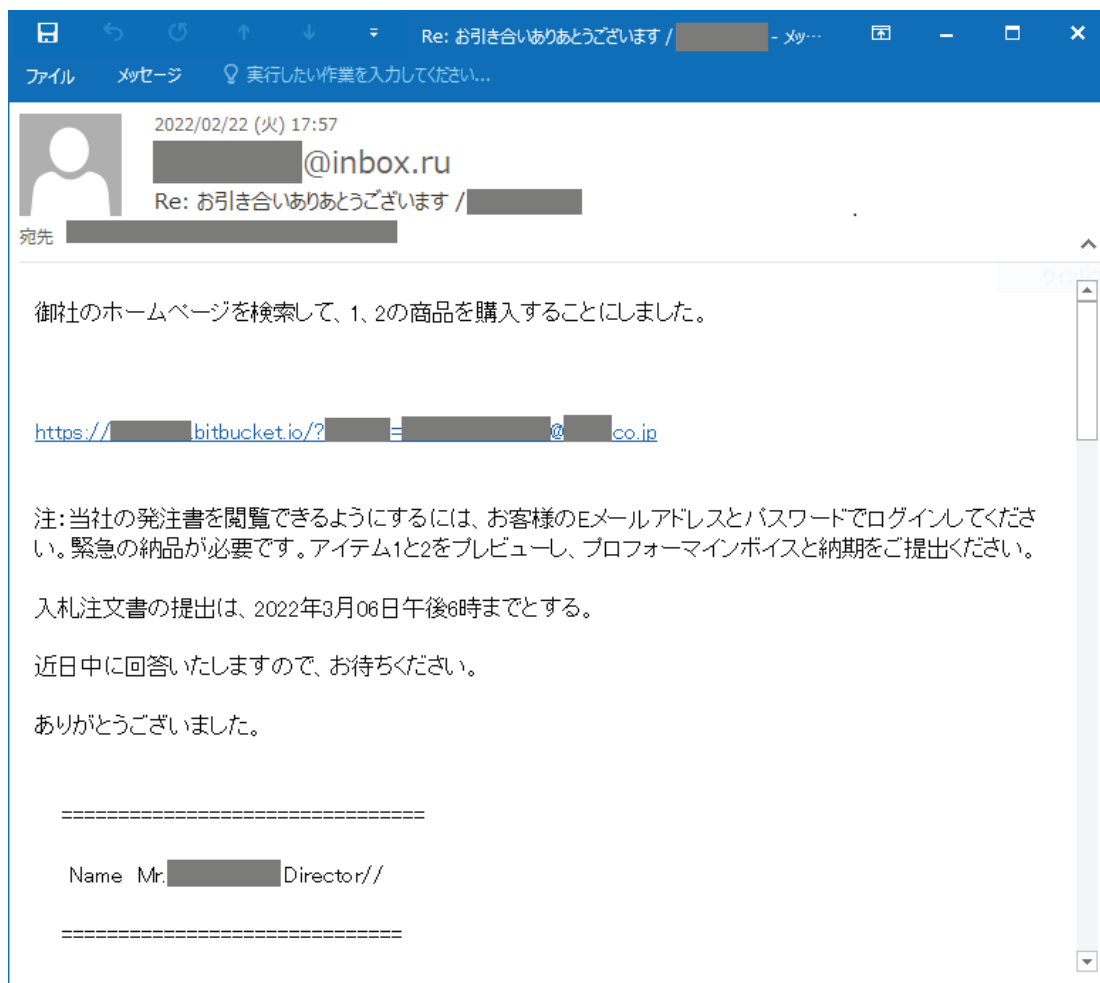 Re: お引き合いありあとうございます / - メッ…
ファイル メッセージ 実行したい作業を入力してください...
2022/02/22 (火) 17:57
@inbox.ru
Re: お引き合いありあとうございます /
宛先
御社のホームページを検索して、1、2の商品を購入することにしました。
https:// .bitbucket.io/? = @ co.jp
注:当社の発注書を閲覧できるようにするには、お客様のEメールアドレスとパスワードでログインしてくださ
い。緊急の納品が必要です。アイテム1と2をプレビューし、プロフォーマインボイスと納期をご提出ください。
入札注文書の提出は、2022年3月06日午後6時までとする。
近日中に回答いたしますので、お待ちください。
ありがとうございました。
================================
Name Mr. Director//
==============================